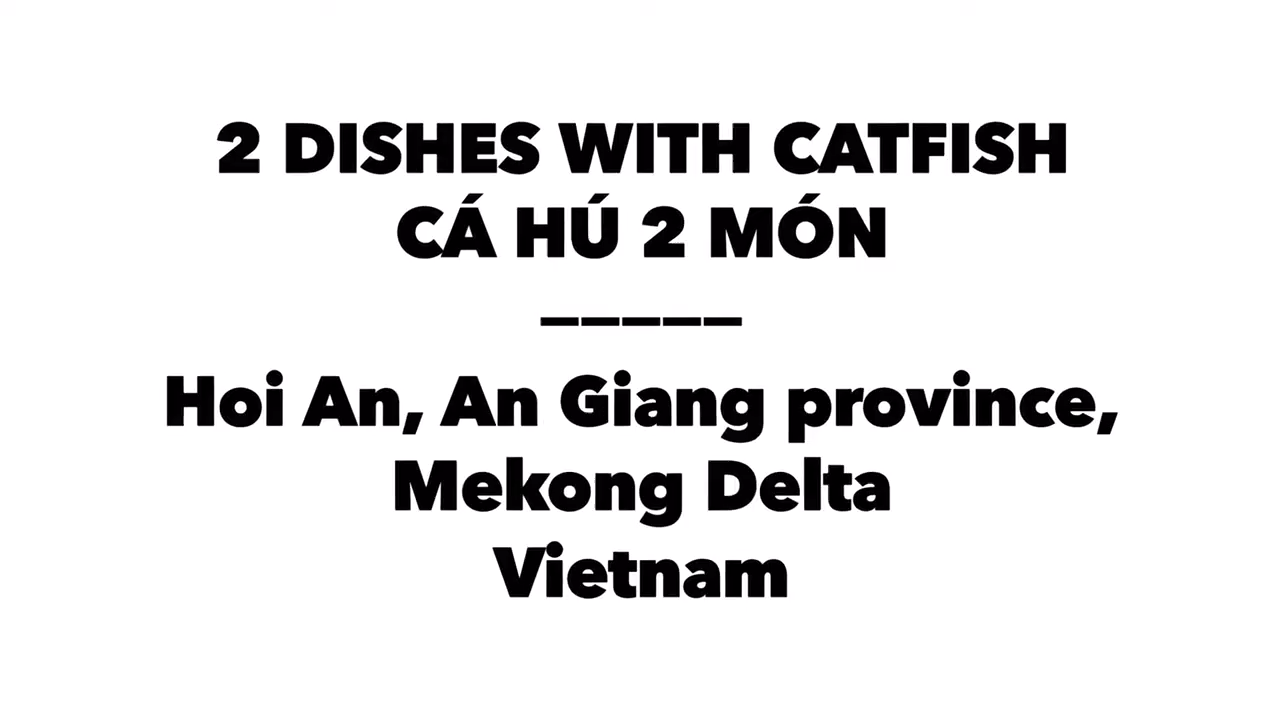 2 DISHES WITH CATFISH
CÁ HÚ 2 MÓN
–––––
Hoi An, An Giang province,
Mekong Delta
Vietnam